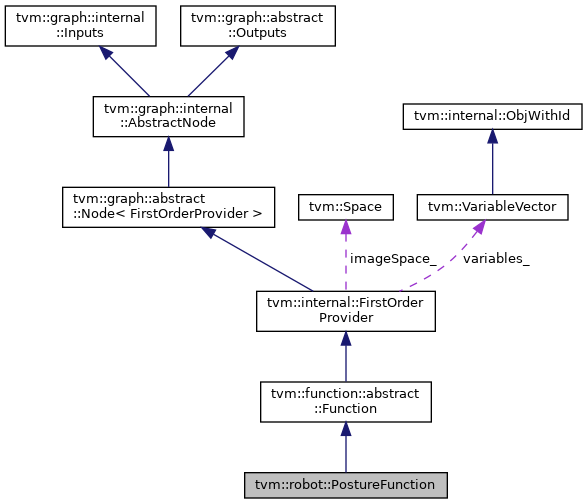 tvm::graph::internal
::Inputs
tvm::graph::abstract
::Outputs
tvm::graph::internal
::AbstractNode
tvm::internal::ObjWithId
tvm::graph::abstract
::Node< FirstOrderProvider >
tvm::Space
tvm::VariableVector
imageSpace_
variables_
tvm::internal::FirstOrder
Provider
tvm::function::abstract
::Function
tvm::robot::PostureFunction